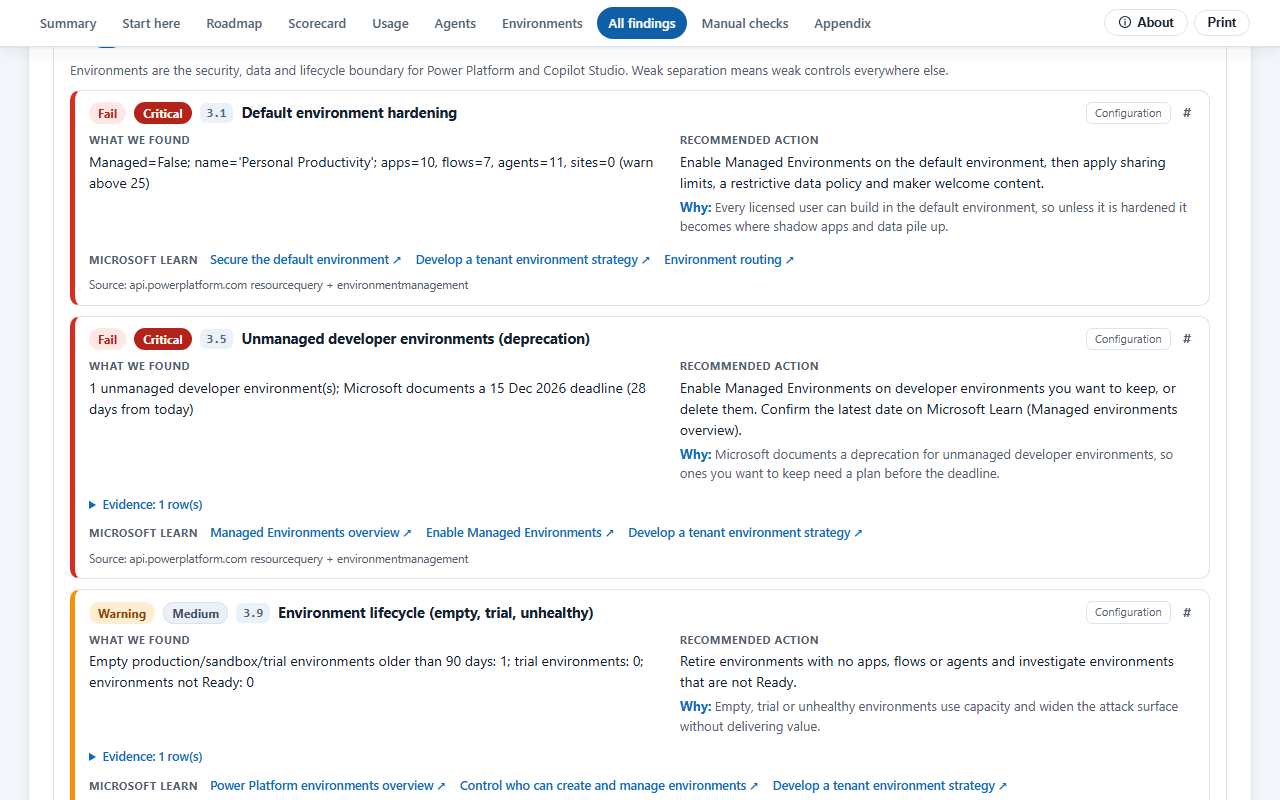 Summary Start here Roadmap Scorecard Usage Agents Environments All findings Manual checks Appendix About Print
Environments are the security, data and lifecycle boundary for Power Platform and Copilot Studio. Weak separation means weak controls everywhere else.
Fail Critical 3.1 Default environment hardening Configuration #
WHAT WE FOUND
Managed=False; name='Personal Productivity'; apps=10, flows=7, agents=11, sites=0 (warn
above 25)
RECOMMENDED ACTION
Enable Managed Environments on the default environment, then apply sharing
limits, a restrictive data policy and maker welcome content.
Why: Every licensed user can build in the default environment, so unless it is hardened it
becomes where shadow apps and data pile up.
MICROSOFT LEARN Secure the default environment ↗ Develop a tenant environment strategy ↗ Environment routing ↗
Source: api.powerplatform.com resourcequery + environmentmanagement
Fail Critical 3.5 Unmanaged developer environments (deprecation) Configuration #
WHAT WE FOUND
1 unmanaged developer environment(s); Microsoft documents a 15 Dec 2026 deadline (28
days from today)
RECOMMENDED ACTION
Enable Managed Environments on developer environments you want to keep, or
delete them. Confirm the latest date on Microsoft Learn (Managed environments
overview).
Why: Microsoft documents a deprecation for unmanaged developer environments, so
ones you want to keep need a plan before the deadline.
▶ Evidence: 1 row(s)
MICROSOFT LEARN Managed Environments overview ↗ Enable Managed Environments ↗ Develop a tenant environment strategy ↗
Source: api.powerplatform.com resourcequery + environmentmanagement
Warning Medium 3.9 Environment lifecycle (empty, trial, unhealthy) Configuration #
WHAT WE FOUND
Empty production/sandbox/trial environments older than 90 days: 1; trial environments: 0;
environments not Ready: 0
RECOMMENDED ACTION
Retire environments with no apps, flows or agents and investigate environments
that are not Ready.
Why: Empty, trial or unhealthy environments use capacity and widen the attack surface
without delivering value.
▶ Evidence: 1 row(s)
MICROSOFT LEARN Power Platform environments overview ↗ Control who can create and manage environments ↗ Develop a tenant environment strategy ↗